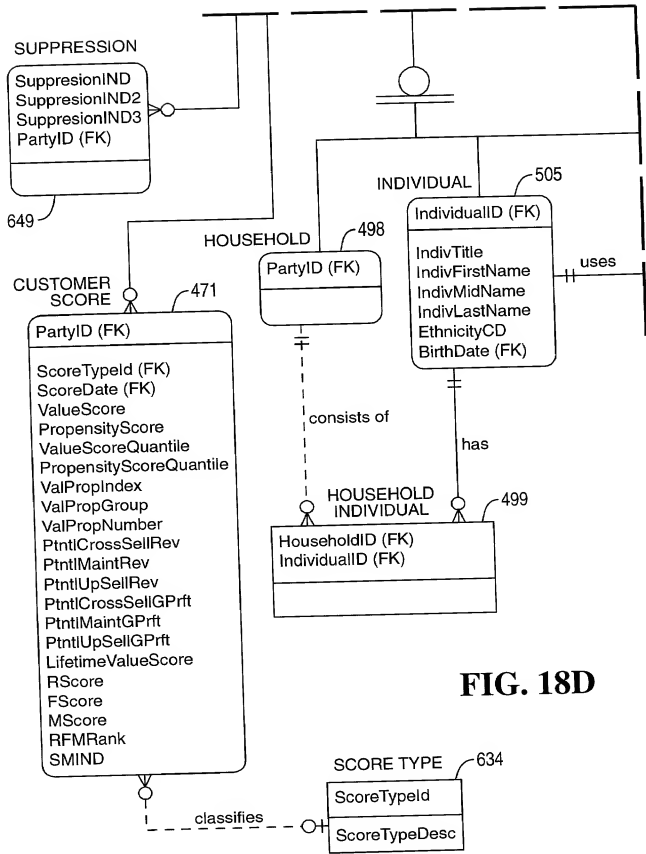 SUPPRESSION
SuppresionIND
SuppresionIND2
SuppresionIND3
PartyID (FK)
649
INDIVIDUAL
505
IndividualID (FK)
IndivTitle
IndivFirstName
IndivMidName
IndivLastName
EthnicityCD
BirthDate (FK)
uses
HOUSEHOLD
498
PartyID (FK)
CUSTOMER
SCORE
471
PartyID (FK)
ScoreTypeId (FK)
ScoreDate (FK)
ValueScore
PropensityScore
ValueScoreQuantile
PropensityScoreQuantile
ValPropIndex
ValPropGroup
ValPropNumber
PtntlCrossSellRev
PtntlMaintRev
PtntlUpSellRev
PtntlCrossSellGPrft
PtntlMaintGPrft
PtntlUpSellGPrft
LifetimeValueScore
RScore
FScore
MScore
RFMRank
SMIND
consists of
has
HOUSEHOLD
INDIVIDUAL
499
HouseholdID (FK)
IndividualID (FK)
FIG. 18D
SCORE TYPE
634
ScoreTypeId
ScoreTypeDesc
classifies